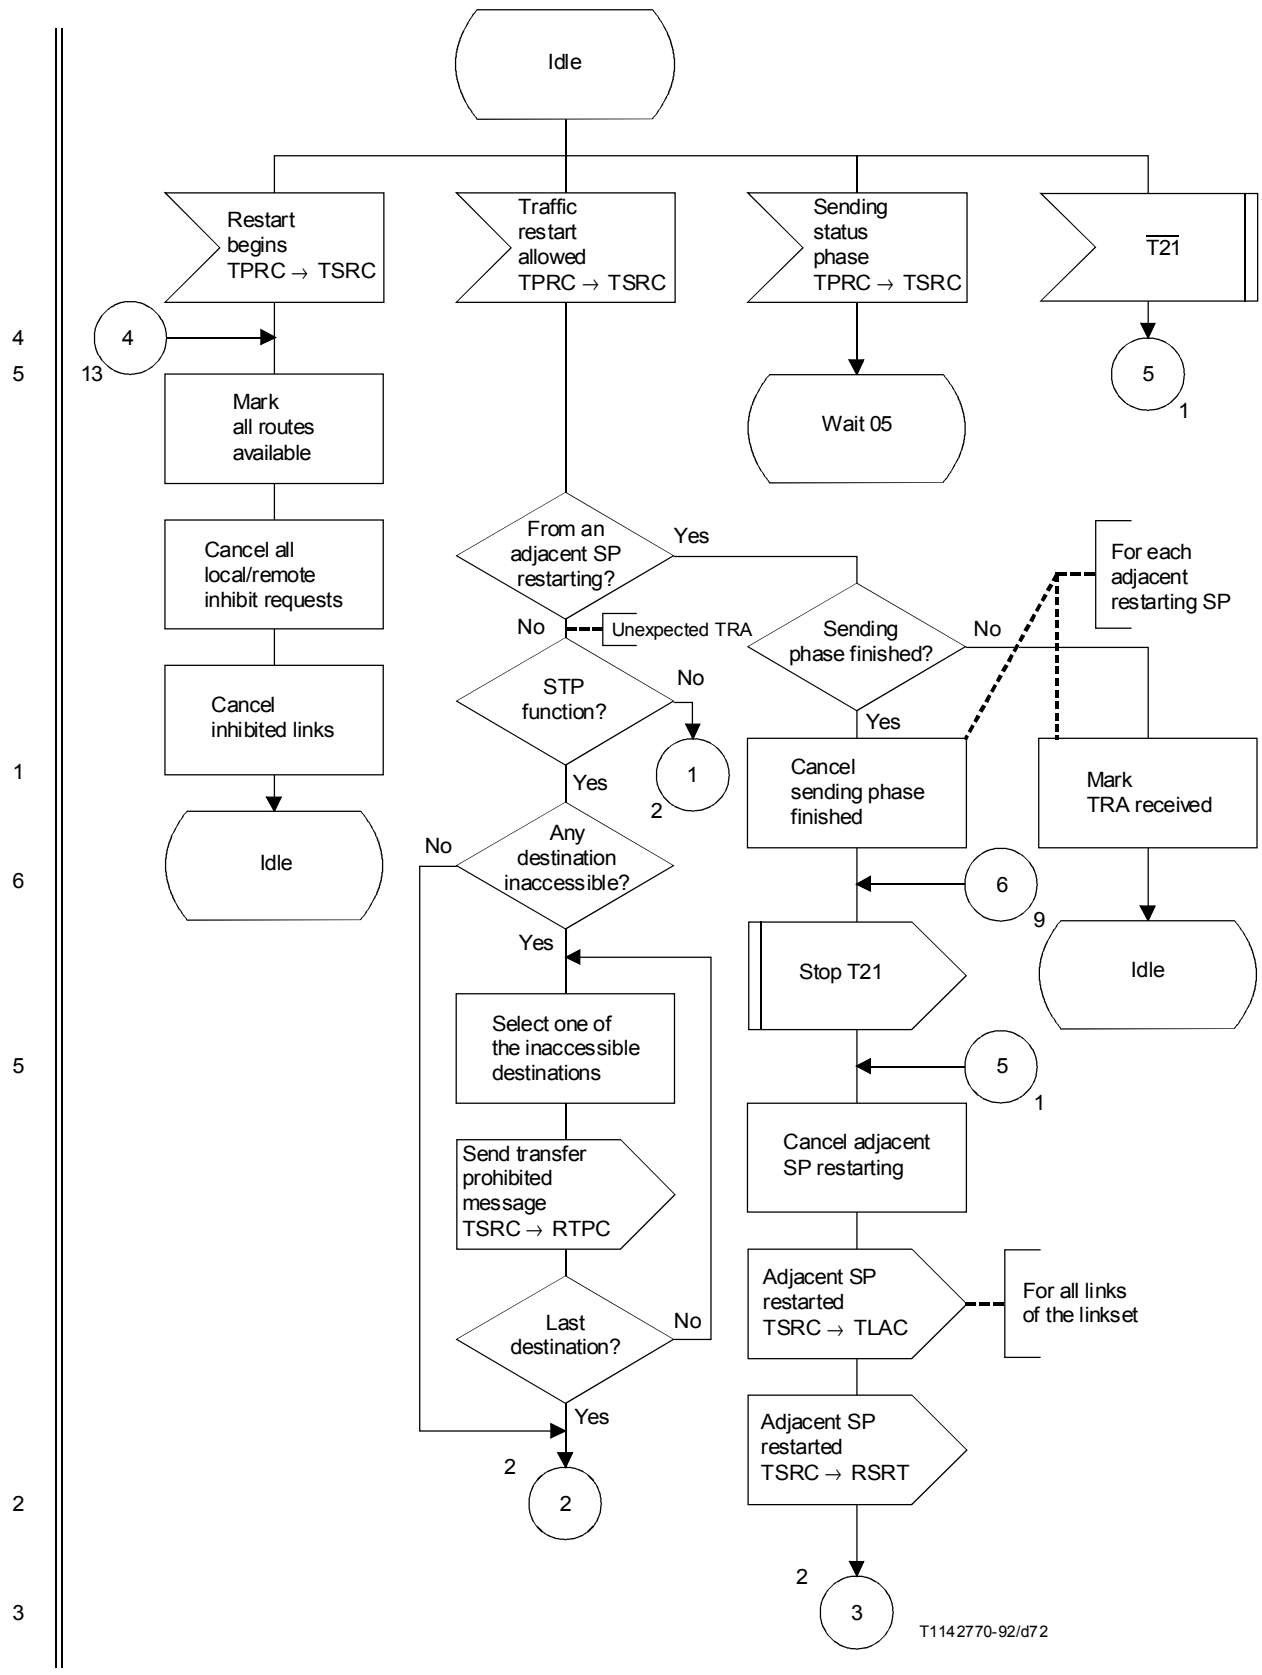 Idle
Restart
begins
TPRC → TSRC
Traffic
restart
allowed
TPRC → TSRC
Sending
status
phase
TPRC → TSRC
T21
4
4
5
13
5
1
Mark
all routes
available
Wait 05
Cancel all
local/remote
inhibit requests
From an
adjacent SP
restarting?
Yes
For each
adjacent
restarting SP
No
Unexpected TRA
Sending
phase finished?
No
Cancel
inhibited links
STP
function?
No
Yes
1
1
2
Yes
Cancel
sending phase
finished
Mark
TRA received
Idle
No
Any
destination
inaccessible?
6
6
9
Yes
Stop T21
Idle
Select one of
the inaccessible
destinations
5
5
1
Cancel adjacent
SP restarting
Send transfer
prohibited
message
TSRC → RTPC
Adjacent SP
restarted
TSRC → TLAC
For all links
of the linkset
Last
destination?
No
Yes
Adjacent SP
restarted
TSRC → RSRT
2
2
2
2
3
3
T1142770-92/d72